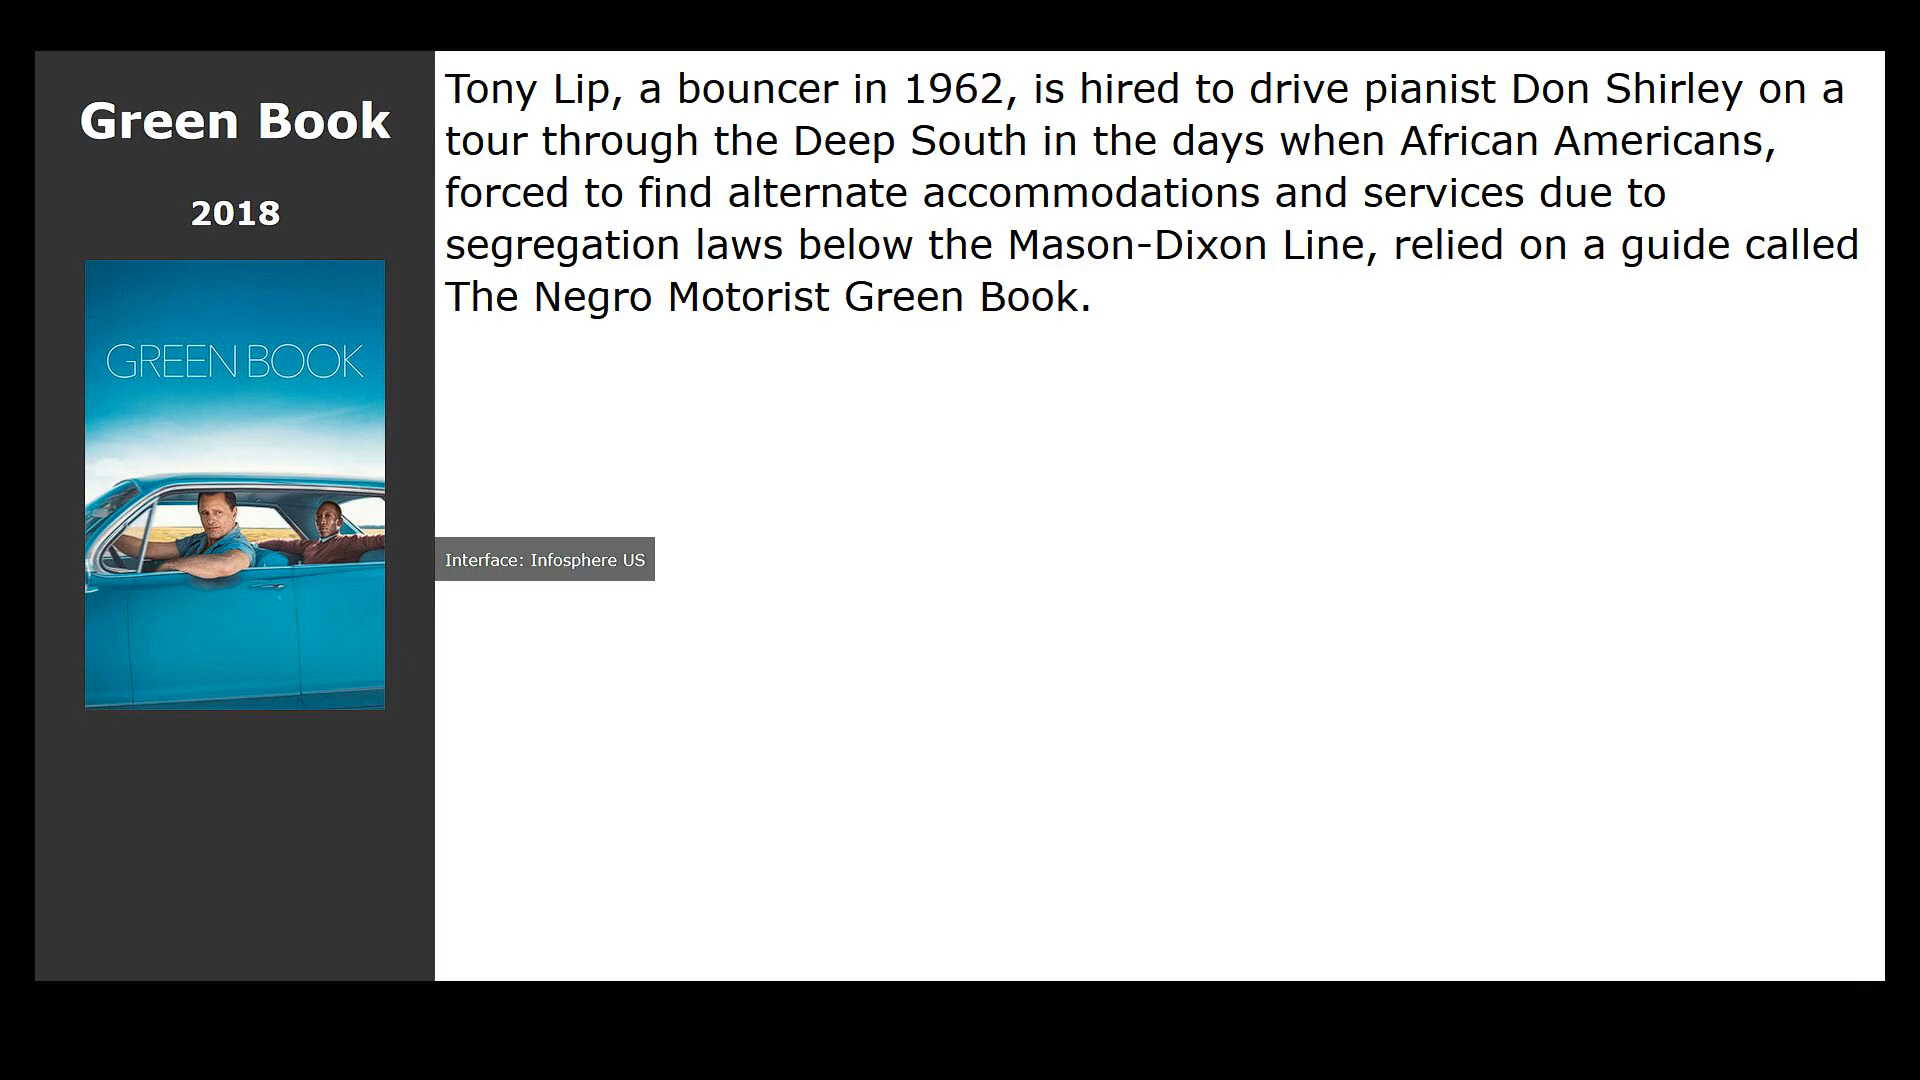 Green Book
2018
GREEN BOOK
Tony Lip, a bouncer in 1962, is hired to drive pianist Don Shirley on a
tour through the Deep South in the days when African Americans,
forced to find alternate accommodations and services due to
segregation laws below the Mason-Dixon Line, relied on a guide called
The Negro Motorist Green Book.
Interface: Infosphere US